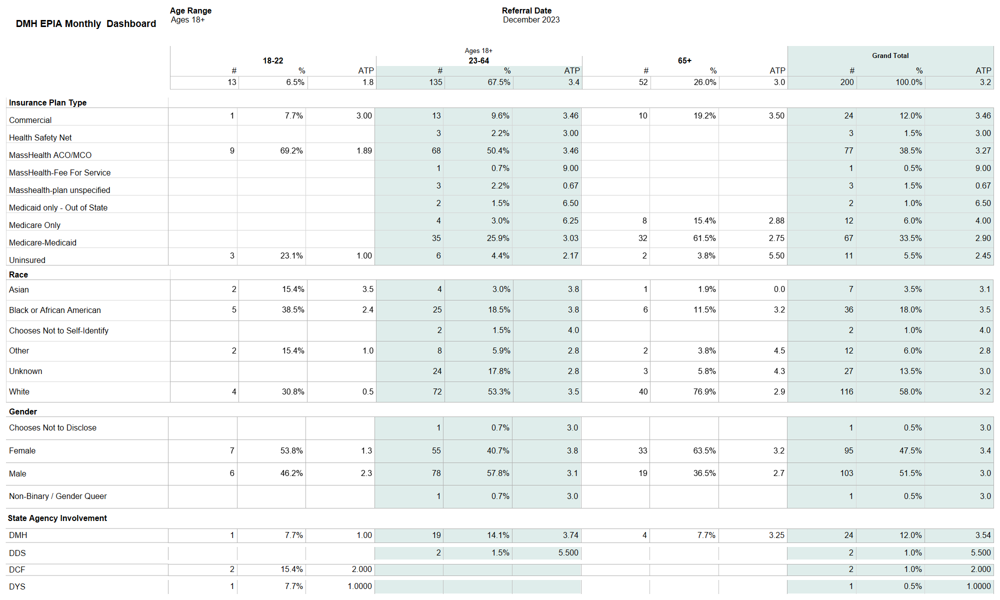 Age Range
Ages 18+
Referral Date
December 2023
DMH EPIA Monthly  Dashboard
Ages 18+
18-22 23-64 65+ Grand Total
# % ATP # % ATP # % ATP # % ATP
13 6.5% 1.8 135 67.5% 3.4 52 26.0% 3.0 200 100.0% 3.2
Insurance Plan Type
Commercial 1 7.7% 3.00 13 9.6% 3.46 10 19.2% 3.50 24 12.0% 3.46
Health Safety Net 3 2.2% 3.00 3 1.5% 3.00
MassHealth ACO/MCO 9 69.2% 1.89 68 50.4% 3.46 77 38.5% 3.27
MassHealth-Fee For Service 1 0.7% 9.00 1 0.5% 9.00
Masshealth-plan unspecified 3 2.2% 0.67 3 1.5% 0.67
Medicaid only - Out of State 2 1.5% 6.50 2 1.0% 6.50
Medicare Only 4 3.0% 6.25 8 15.4% 2.88 12 6.0% 4.00
Medicare-Medicaid 35 25.9% 3.03 32 61.5% 2.75 67 33.5% 2.90
Uninsured 3 23.1% 1.00 6 4.4% 2.17 2 3.8% 5.50 11 5.5% 2.45
Race
Asian 2 15.4% 3.5 4 3.0% 3.8 1 1.9% 0.0 7 3.5% 3.1
Black or African American 5 38.5% 2.4 25 18.5% 3.8 6 11.5% 3.2 36 18.0% 3.5
Chooses Not to Self-Identify 2 1.5% 4.0 2 1.0% 4.0
Other 2 15.4% 1.0 8 5.9% 2.8 2 3.8% 4.5 12 6.0% 2.8
Unknown 24 17.8% 2.8 3 5.8% 4.3 27 13.5% 3.0
White 4 30.8% 0.5 72 53.3% 3.5 40 76.9% 2.9 116 58.0% 3.2
Gender
Chooses Not to Disclose 1 0.7% 3.0 1 0.5% 3.0
Female 7 53.8% 1.3 55 40.7% 3.8 33 63.5% 3.2 95 47.5% 3.4
Male 6 46.2% 2.3 78 57.8% 3.1 19 36.5% 2.7 103 51.5% 3.0
Non-Binary / Gender Queer 1 0.7% 3.0 1 0.5% 3.0
State Agency Involvement
DMH 1 7.7% 1.00 19 14.1% 3.74 4 7.7% 3.25 24 12.0% 3.54
DDS 2 1.5% 5.500 2 1.0% 5.500
DCF 2 15.4% 2.000 2 1.0% 2.000
DYS 1 7.7% 1.0000 1 0.5% 1.0000